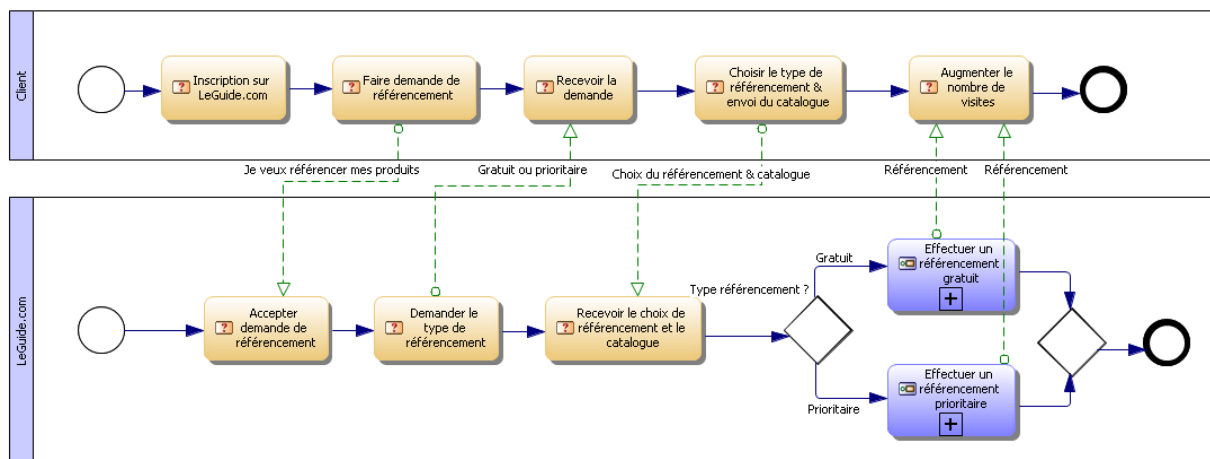 Client
Inscription sur
LeGuide.com
Faire demande de
référencement
Recevoir la
demande
Choisir le type de
référencement &
envoi du catalogue
Augmenter le
nombre de
visites
Je veux référencer mes produits
Gratuit ou prioritaire
Choix du référencement & catalogue
Référencement
Référencement
LeGuide.com
Accepter
demande de
référencement
Demander le
type de
référencement
Recevoir le choix de
référencement et le
catalogue
Type référencement ?
Gratuit
Prioritaire
Effectuer un
référencement
gratuit
Effectuer un
référencement
prioritaire